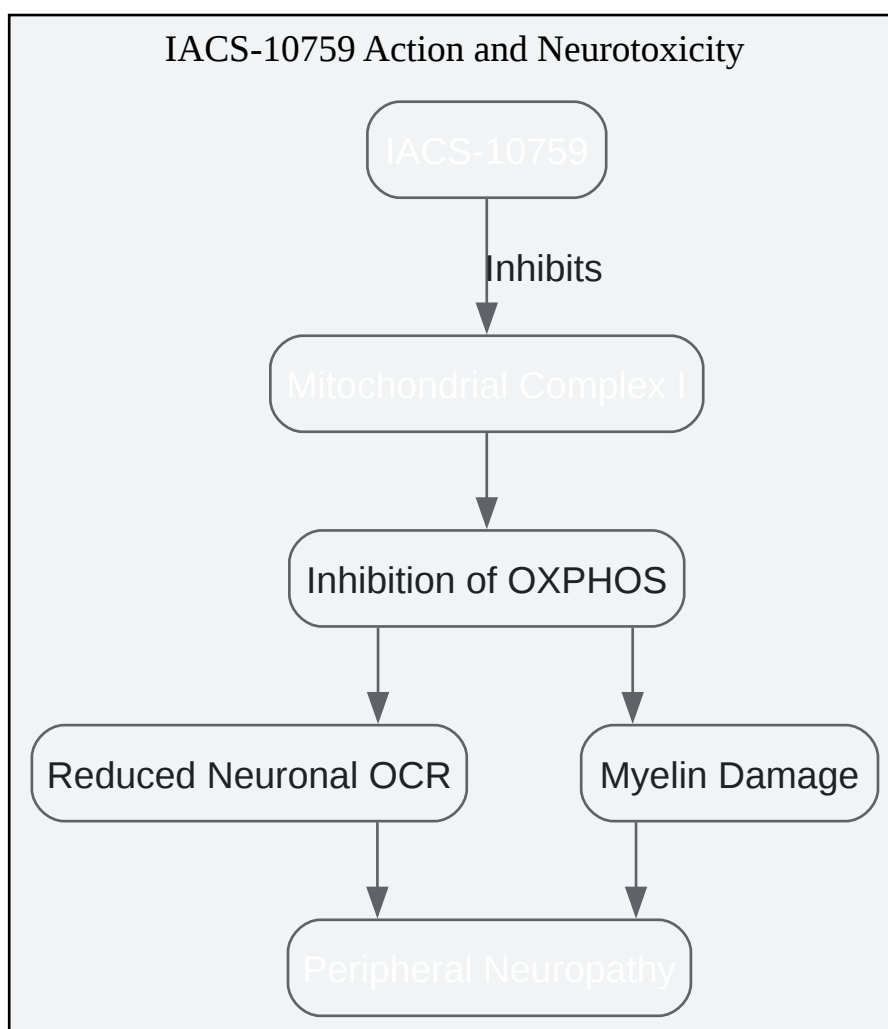 IACS-10759 Action and Neurotoxicity
IACS-10759
Inhibits
Mitochondrial Complex I
Inhibition of OXPHOS
Reduced Neuronal OCR
Myelin Damage
Peripheral Neuropathy